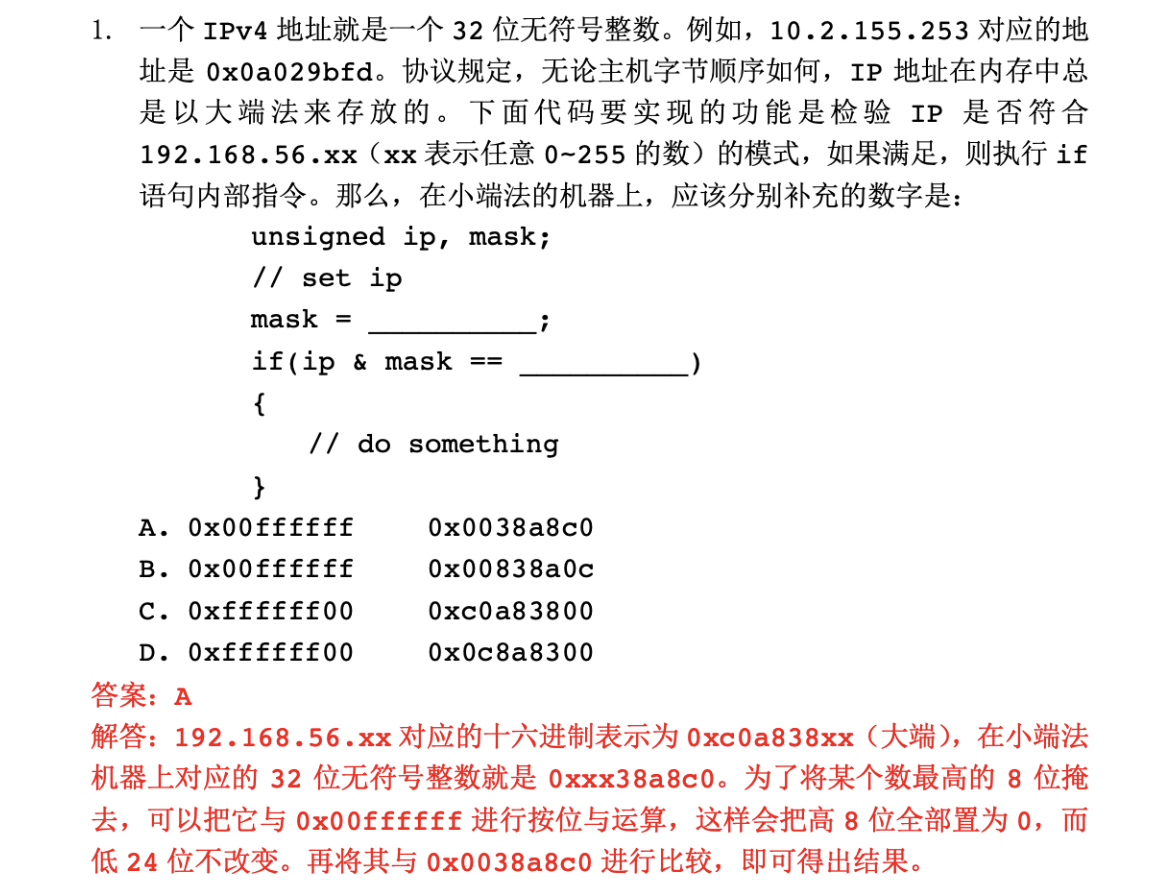 1. 一个 IPv4 地址就是一个 32 位无符号整数。例如，10.2.155.253 对应的地
址是 0x0a029bfd。协议规定，无论主机字节顺序如何，IP 地址在内存中总
是以大端法来存放的。下面代码要实现的功能是检验 IP 是否符合
192.168.56.xx（xx 表示任意 0~255 的数）的模式，如果满足，则执行 if
语句内部指令。那么，在小端法的机器上，应该分别补充的数字是：
unsigned ip, mask;
// set ip
mask = __________;
if(ip & mask == __________)
{
// do something
}
A. 0x00ffffff 0x0038a8c0
B. 0x00ffffff 0x00838a0c
C. 0xffffff00 0xc0a83800
D. 0xffffff00 0x0c8a8300
答案：A
解答：192.168.56.xx 对应的十六进制表示为 0xc0a838xx（大端），在小端法
机器上对应的 32 位无符号整数就是 0xxx38a8c0。为了将某个数最高的 8 位掩
去，可以把它与 0x00ffffff 进行按位与运算，这样会把高 8 位全部置为 0，而
低 24 位不改变。再将其与 0x0038a8c0 进行比较，即可得出结果。